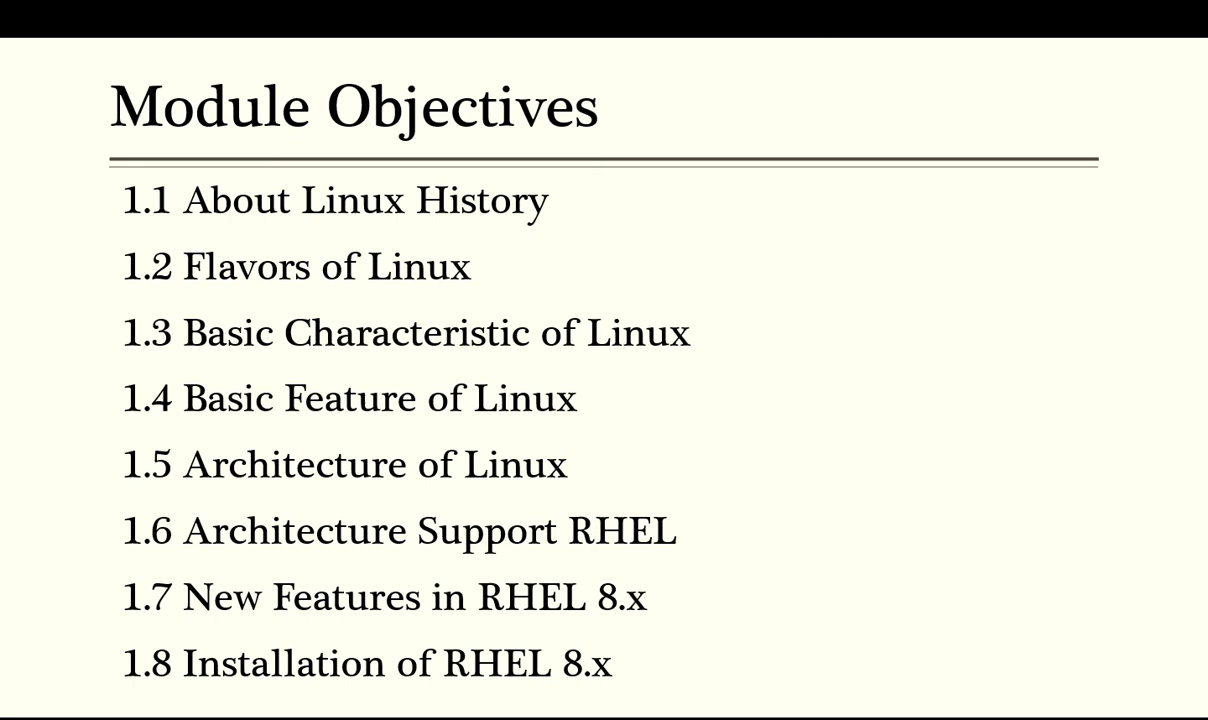 Module Objectives
1.1 About Linux History
1.2 Flavors of Linux
1.3 Basic Characteristic of Linux
1.4 Basic Feature of Linux
1.5 Architecture of Linux
1.6 Architecture Support RHEL
1.7 New Features in RHEL 8.x
1.8 Installation of RHEL 8.x